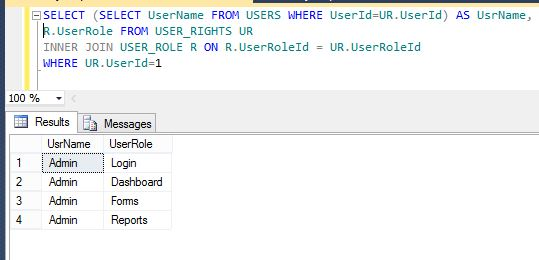 SELECT (SELECT UserName FROM USERS WHERE UserId=UR.UserId) AS UsrName,
R.UserRole FROM USER_RIGHTS UR
INNER JOIN USER_ROLE R ON R.UserRoleId = UR.UserRoleId
WHERE UR.UserId=1
100 %
Results Messages
UsrName UserRole
1 Admin Login
2 Admin Dashboard
3 Admin Forms
4 Admin Reports